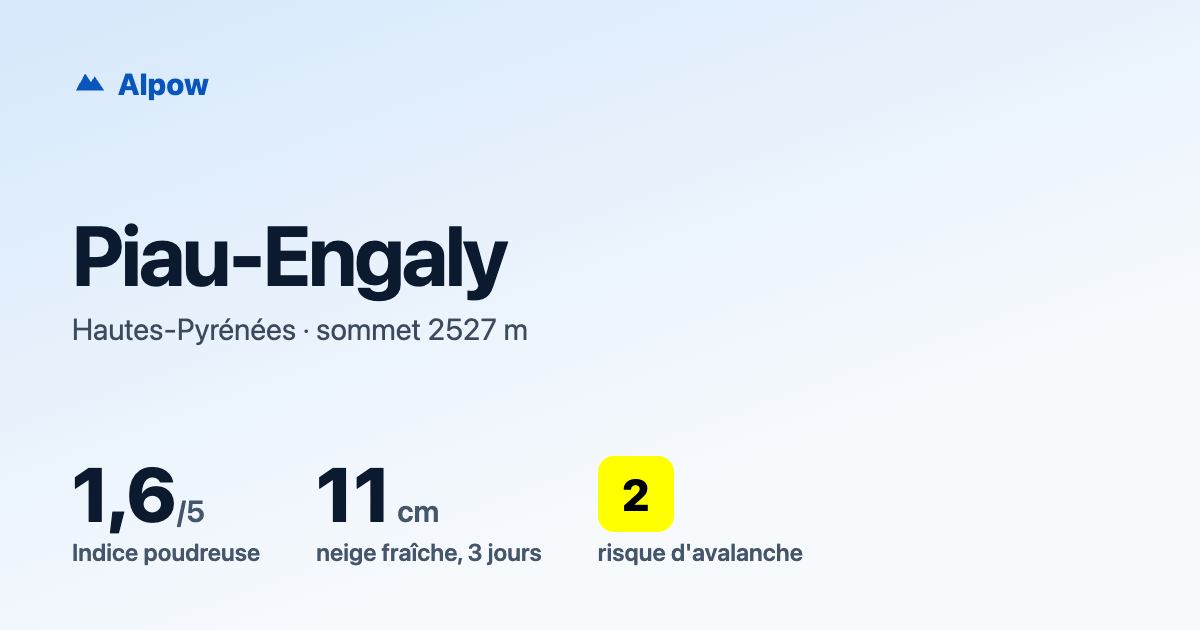 Alpow
Piau-Engaly
Hautes-Pyrénées · sommet 2527 m
1,6/5
Indice poudreuse
11 cm
neige fraîche, 3 jours
2
risque d'avalanche